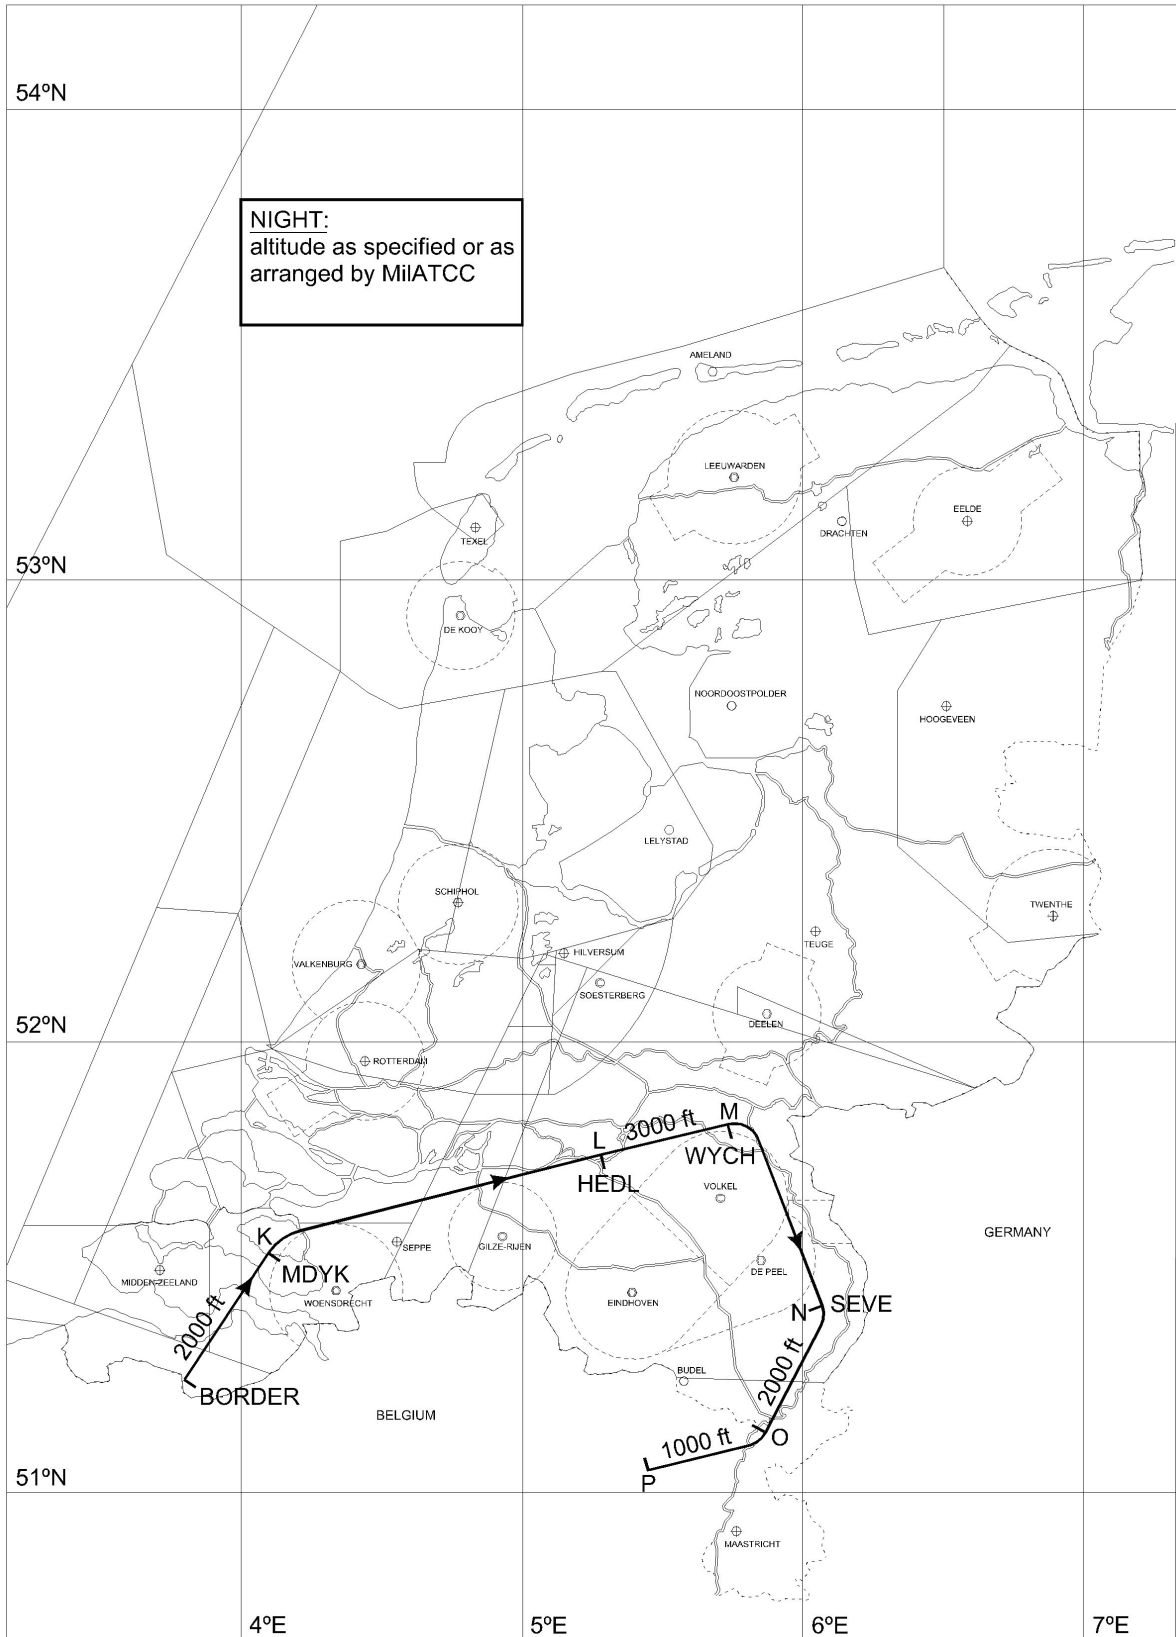 54ºN
NIGHT:
altitude as specified or as
arranged by MilATCC
AMELAND
LEEUWARDEN
EELDE
DRACHTEN
TEXEL
53ºN
DE KOOY
NOORDOOSTPOLDER
HOOGEVEEN
LELYSTAD
SCHIPHOL
TWENTHE
TEUGE
HILVERSUM
VALKENBURG
SOESTERBERG
DEELEN
52ºN
ROTTERDAM
M
3000 ft
L
WYCH
HEDL
VOLKEL
K
GERMANY
SEPPE
GILZE-RIJEN
MDYK
DE PEEL
MIDDEN-ZEELAND
WOENSDRECHT
EINDHOVEN
N
SEVE
2000 ft
BUDEL
2000 ft
BORDER
BELGIUM
O
1000 ft
P
51ºN
MAASTRICHT
4ºE
5ºE
6ºE
7ºE